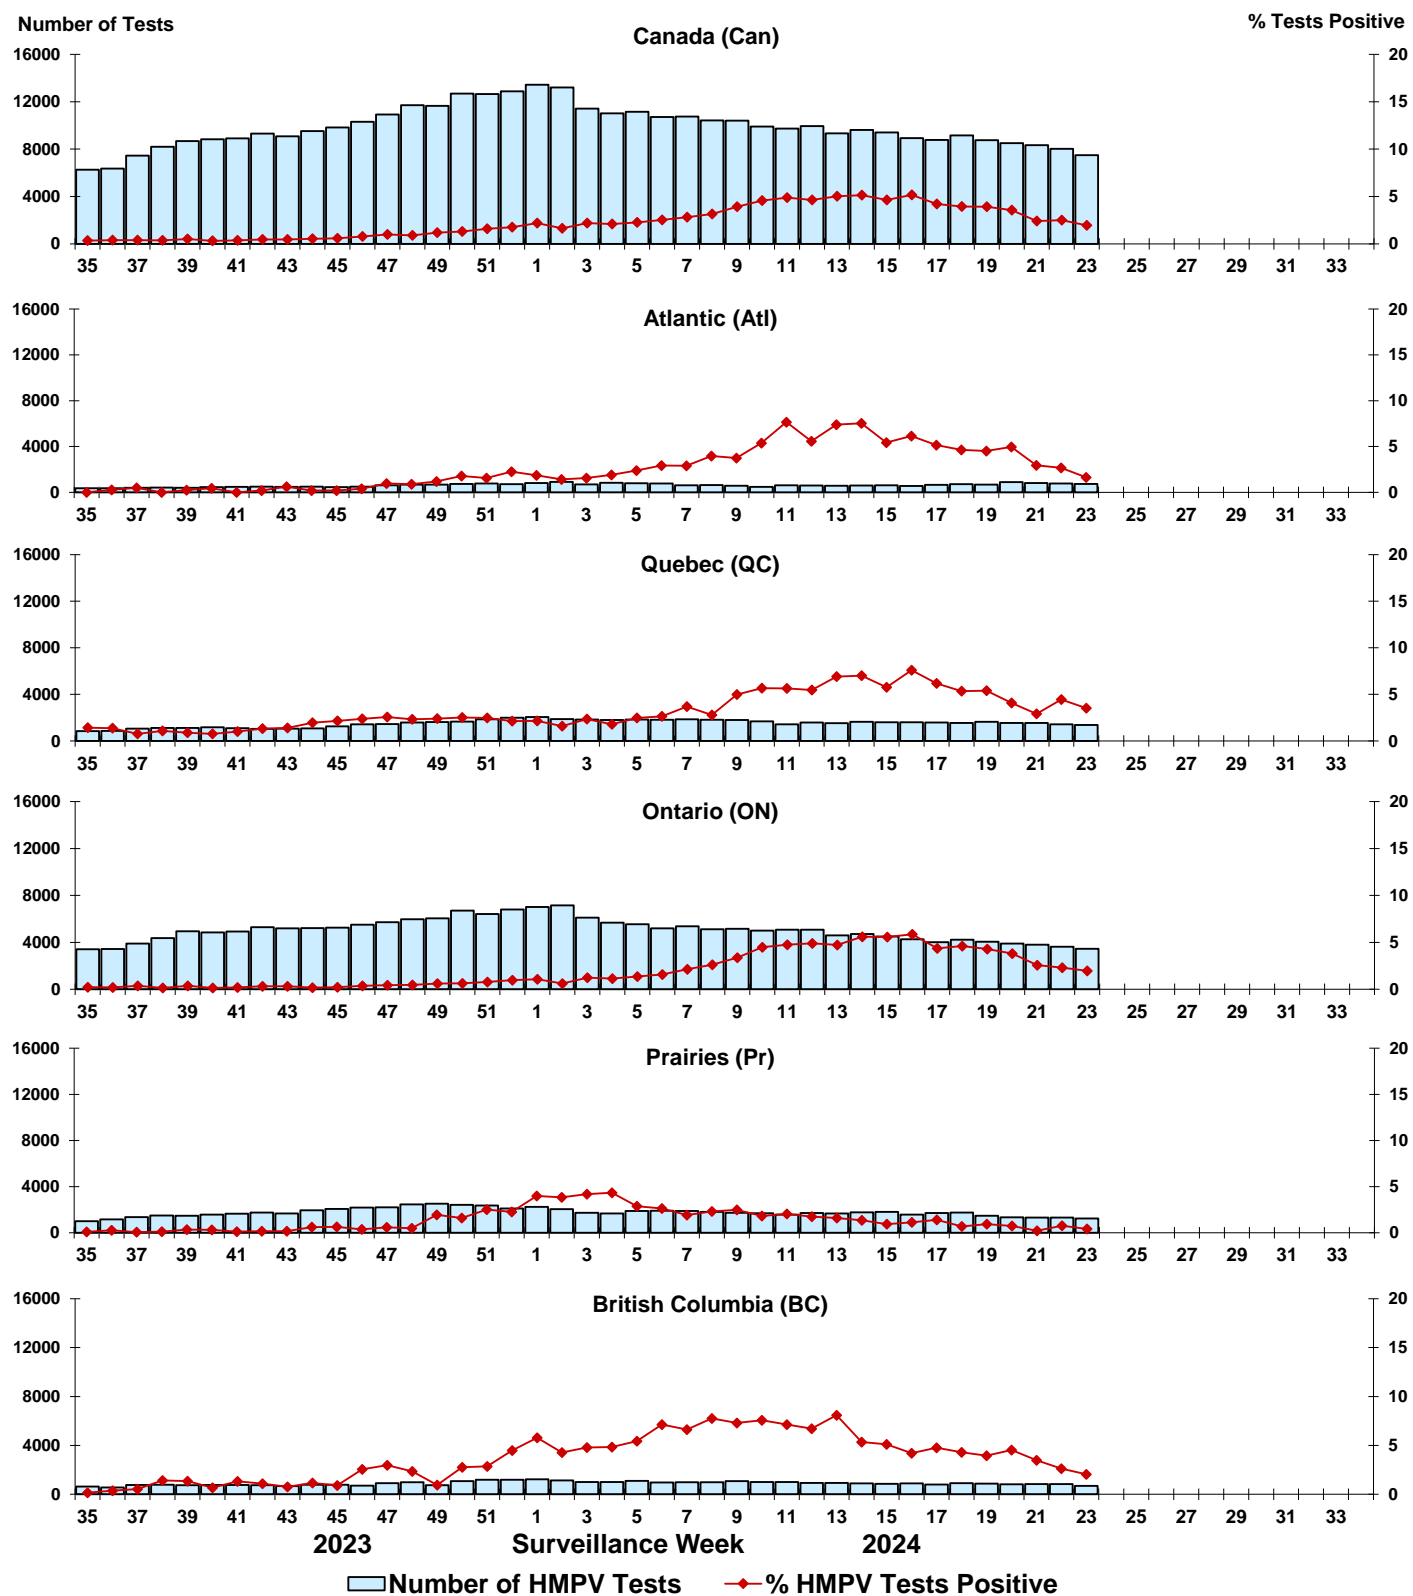 Number of Tests
% Tests Positive
Canada (Can)
16000 20
12000 15
8000 10
4000 5
0 0
35 37 39 41 43 45 47 49 51 1 3 5 7 9 11 13 15 17 19 21 23 25 27 29 31 33
Atlantic (Atl)
16000 20
12000 15
8000 10
4000 5
0 0
35 37 39 41 43 45 47 49 51 1 3 5 7 9 11 13 15 17 19 21 23 25 27 29 31 33
Quebec (QC)
16000 20
12000 15
8000 10
4000 5
0 0
35 37 39 41 43 45 47 49 51 1 3 5 7 9 11 13 15 17 19 21 23 25 27 29 31 33
Ontario (ON)
16000 20
12000 15
8000 10
4000 5
0 0
35 37 39 41 43 45 47 49 51 1 3 5 7 9 11 13 15 17 19 21 23 25 27 29 31 33
Prairies (Pr)
16000 20
12000 15
8000 10
4000 5
0 0
35 37 39 41 43 45 47 49 51 1 3 5 7 9 11 13 15 17 19 21 23 25 27 29 31 33
British Columbia (BC)
16000 20
12000 15
8000 10
4000 5
0 0
35 37 39 41 43 45 47 49 51 1 3 5 7 9 11 13 15 17 19 21 23 25 27 29 31 33
2023 Surveillance Week 2024
Number of HMPV Tests % HMPV Tests Positive